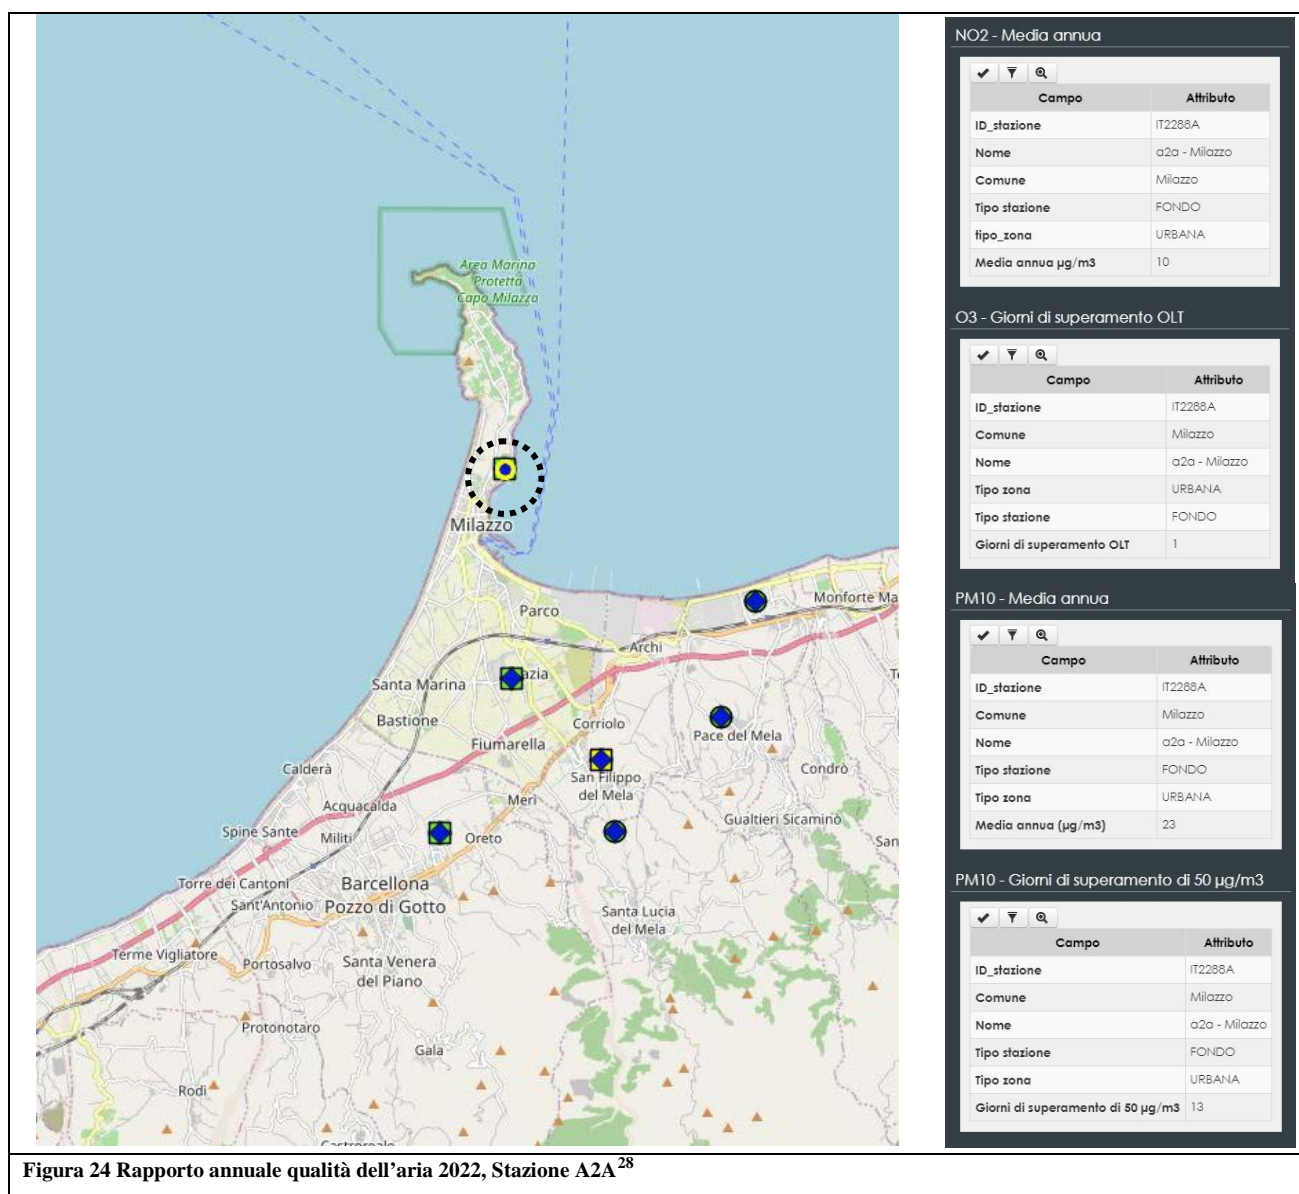 Area Marina
Protetta
Capo Milazzo
Milazzo
Monforte Ma
Parco
Archi
azia
Santa Marina
Bastione
Corriolo
Pace del Mela
Fiumarella
Calderà
San Filippo
del Mela
Condrò
Merì
Acquacalda
Gualtieri Sicaminò
Spine Sante
Militi
Oreto
San
Torre dei Cantoni
Barcellona
Pozzo di Gotto
Sant'Antonio
Santa Lucia
del Mela
Terme Vigliatore
Portosalvo
Santa Venera
del Piano
Protonotaro
Gala
Rodì
Castroreale
NO2 - Media annua
Campo Attributo
ID_stazione IT2288A
Nome a2a - Milazzo
Comune Milazzo
Tipo stazione FONDO
tipo_zona URBANA
Media annua µg/m3 10
O3 - Giorni di superamento OLT
Campo Attributo
ID_stazione IT2288A
Comune Milazzo
Nome a2a - Milazzo
Tipo zona URBANA
Tipo stazione FONDO
Giorni di superamento OLT 1
PM10 - Media annua
Campo Attributo
ID_stazione IT2288A
Comune Milazzo
Nome a2a - Milazzo
Tipo stazione FONDO
Tipo zona URBANA
Media annua (µg/m3) 23
PM10 - Giorni di superamento di 50 µg/m3
Campo Attributo
ID_stazione IT2288A
Comune Milazzo
Nome a2a - Milazzo
Tipo stazione FONDO
Tipo zona URBANA
Giorni di superamento di 50 µg/m3 13
Figura 24 Rapporto annuale qualità dell'aria 2022, Stazione A2A28